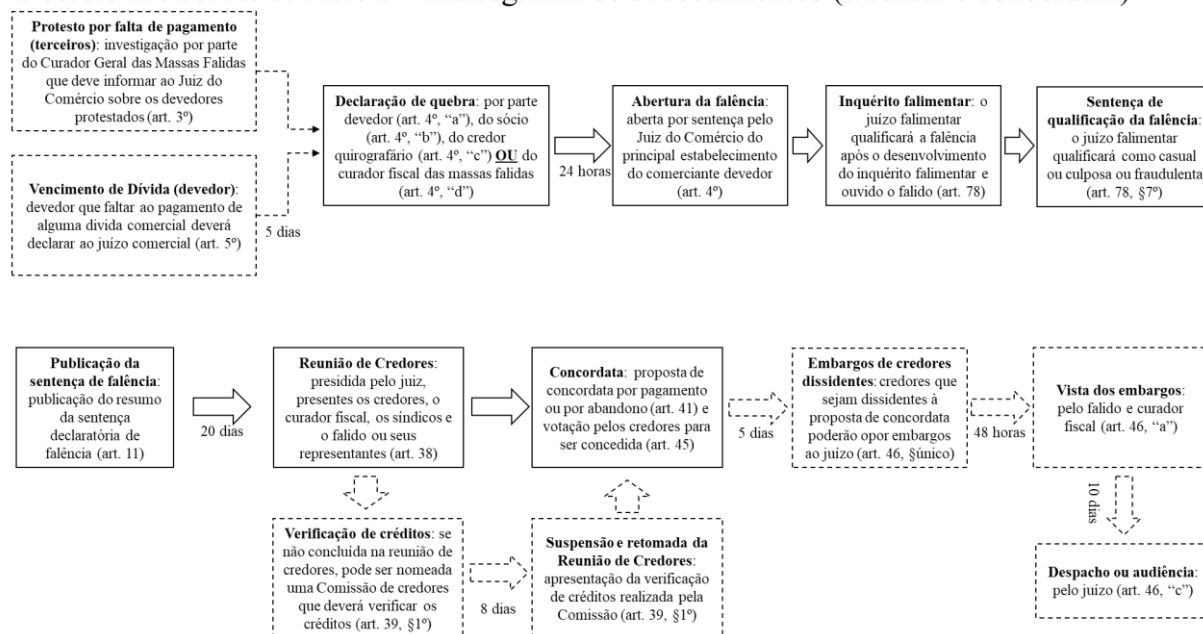 Protesto por falta de pagamento
(terceiros): investigação por parte
do Curador Geral das Massas Falidas
que deve informar ao Juiz do
Comércio sobre os devedores
protestados (art. 3º)
Vencimento de Dívida (devedor):
devedor que faltar ao pagamento de
alguma divida comercial deverá
declarar ao juízo comercial (art. 5º)
5 dias
Declaração de quebra: por parte
devedor (art. 4º, “a”), do sócio
(art. 4º, “b”), do credor
quirografário (art. 4º, “c”) OU do
curador fiscal das massas falidas
(art. 4º, “d”)
24 horas
Abertura da falência:
aberta por sentença pelo
Juiz do Comércio do
principal estabelecimento
do comerciante devedor
(art. 4º)
Inquérito falimentar: o
juízo falimentar
qualificará a falência
após o desenvolvimento
do inquérito falimentar e
ouvido o falido (art. 78)
Sentença de
qualificação da falência:
o juízo falimentar
qualificará como casual
ou culposa ou fraudulenta
(art. 78, §7º)
Publicação da
sentença de falência:
publicação do resumo
da sentença
declaratória de
falência (art. 11)
20 dias
Reunião de Credores:
presidida pelo juiz,
presentes os credores, o
curador fiscal, os síndicos e
o falido ou seus
representantes (art. 38)
Concordata: proposta de
concordata por pagamento
ou por abandono (art. 41) e
votação pelos credores para
ser concedida (art. 45)
5 dias
Embargos de credores
dissidentes: credores que
sejam dissidentes à
proposta de concordata
poderão opor embargos
ao juízo (art. 46, §único)
48 horas
Vista dos embargos:
pelo falido e curador
fiscal (art. 46, “a”)
10 dias
Verificação de créditos: se
não concluída na reunião de
credores, pode ser nomeada
uma Comissão de credores
que deverá verificar os
créditos (art. 39, §1º)
8 dias
Suspensão e retomada da
Reunião de Credores:
apresentação da verificação
de créditos realizada pela
Comissão (art. 39, §1º)
Despacho ou audiência:
pelo juízo (art. 46, “c”)